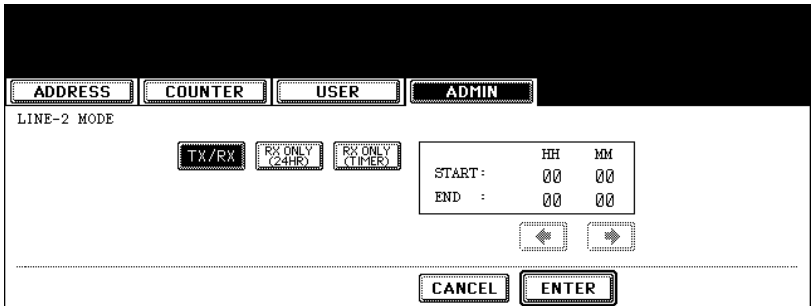 ADDRESS COUNTER USER ADMIN
LINE-2 MODE
TX/RX RX ONLY (24HR) RX ONLY (TIMER)
HH MM
START: 00 00
END : 00 00
CANCEL ENTER